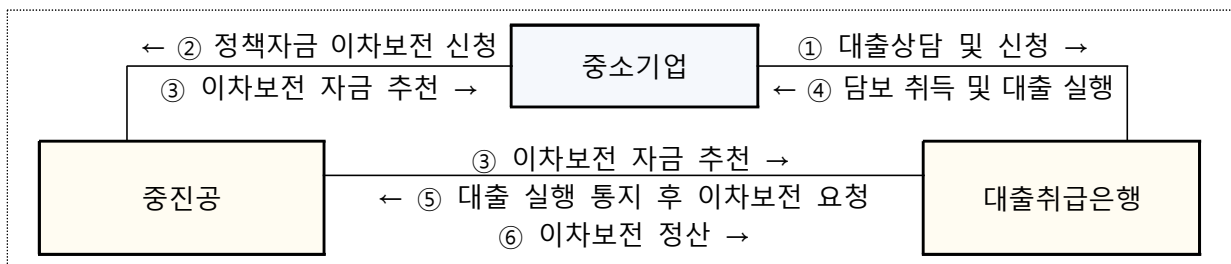 ← ② 정책자금 이차보전 신청
중소기업
① 대출상담 및 신청 →
③ 이차보전 자금 추천 →
← ④ 담보 취득 및 대출 실행
중진공
③ 이차보전 자금 추천 →
← ⑤ 대출 실행 통지 후 이차보전 요청
⑥ 이차보전 정산 →
대출취급은행